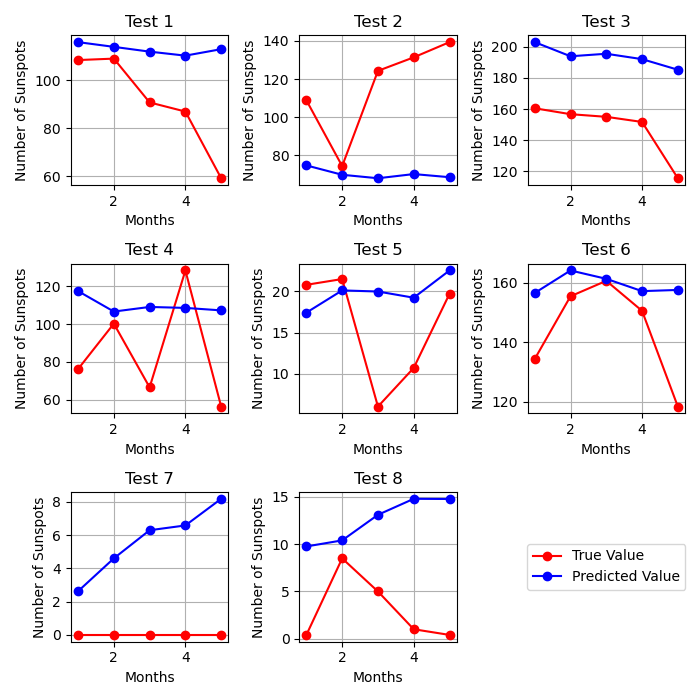 Test 1
Number of Sunspots
100
80
60
2 4
Months
Test 2
Number of Sunspots
140
120
100
80
2 4
Months
Test 3
Number of Sunspots
200
180
160
140
120
2 4
Months
Test 4
Number of Sunspots
120
100
80
60
2 4
Months
Test 5
Number of Sunspots
20
15
10
2 4
Months
Test 6
Number of Sunspots
160
140
120
2 4
Months
Test 7
Number of Sunspots
8
6
4
2
0
2 4
Months
Test 8
Number of Sunspots
15
10
5
0
2 4
Months
True Value
Predicted Value